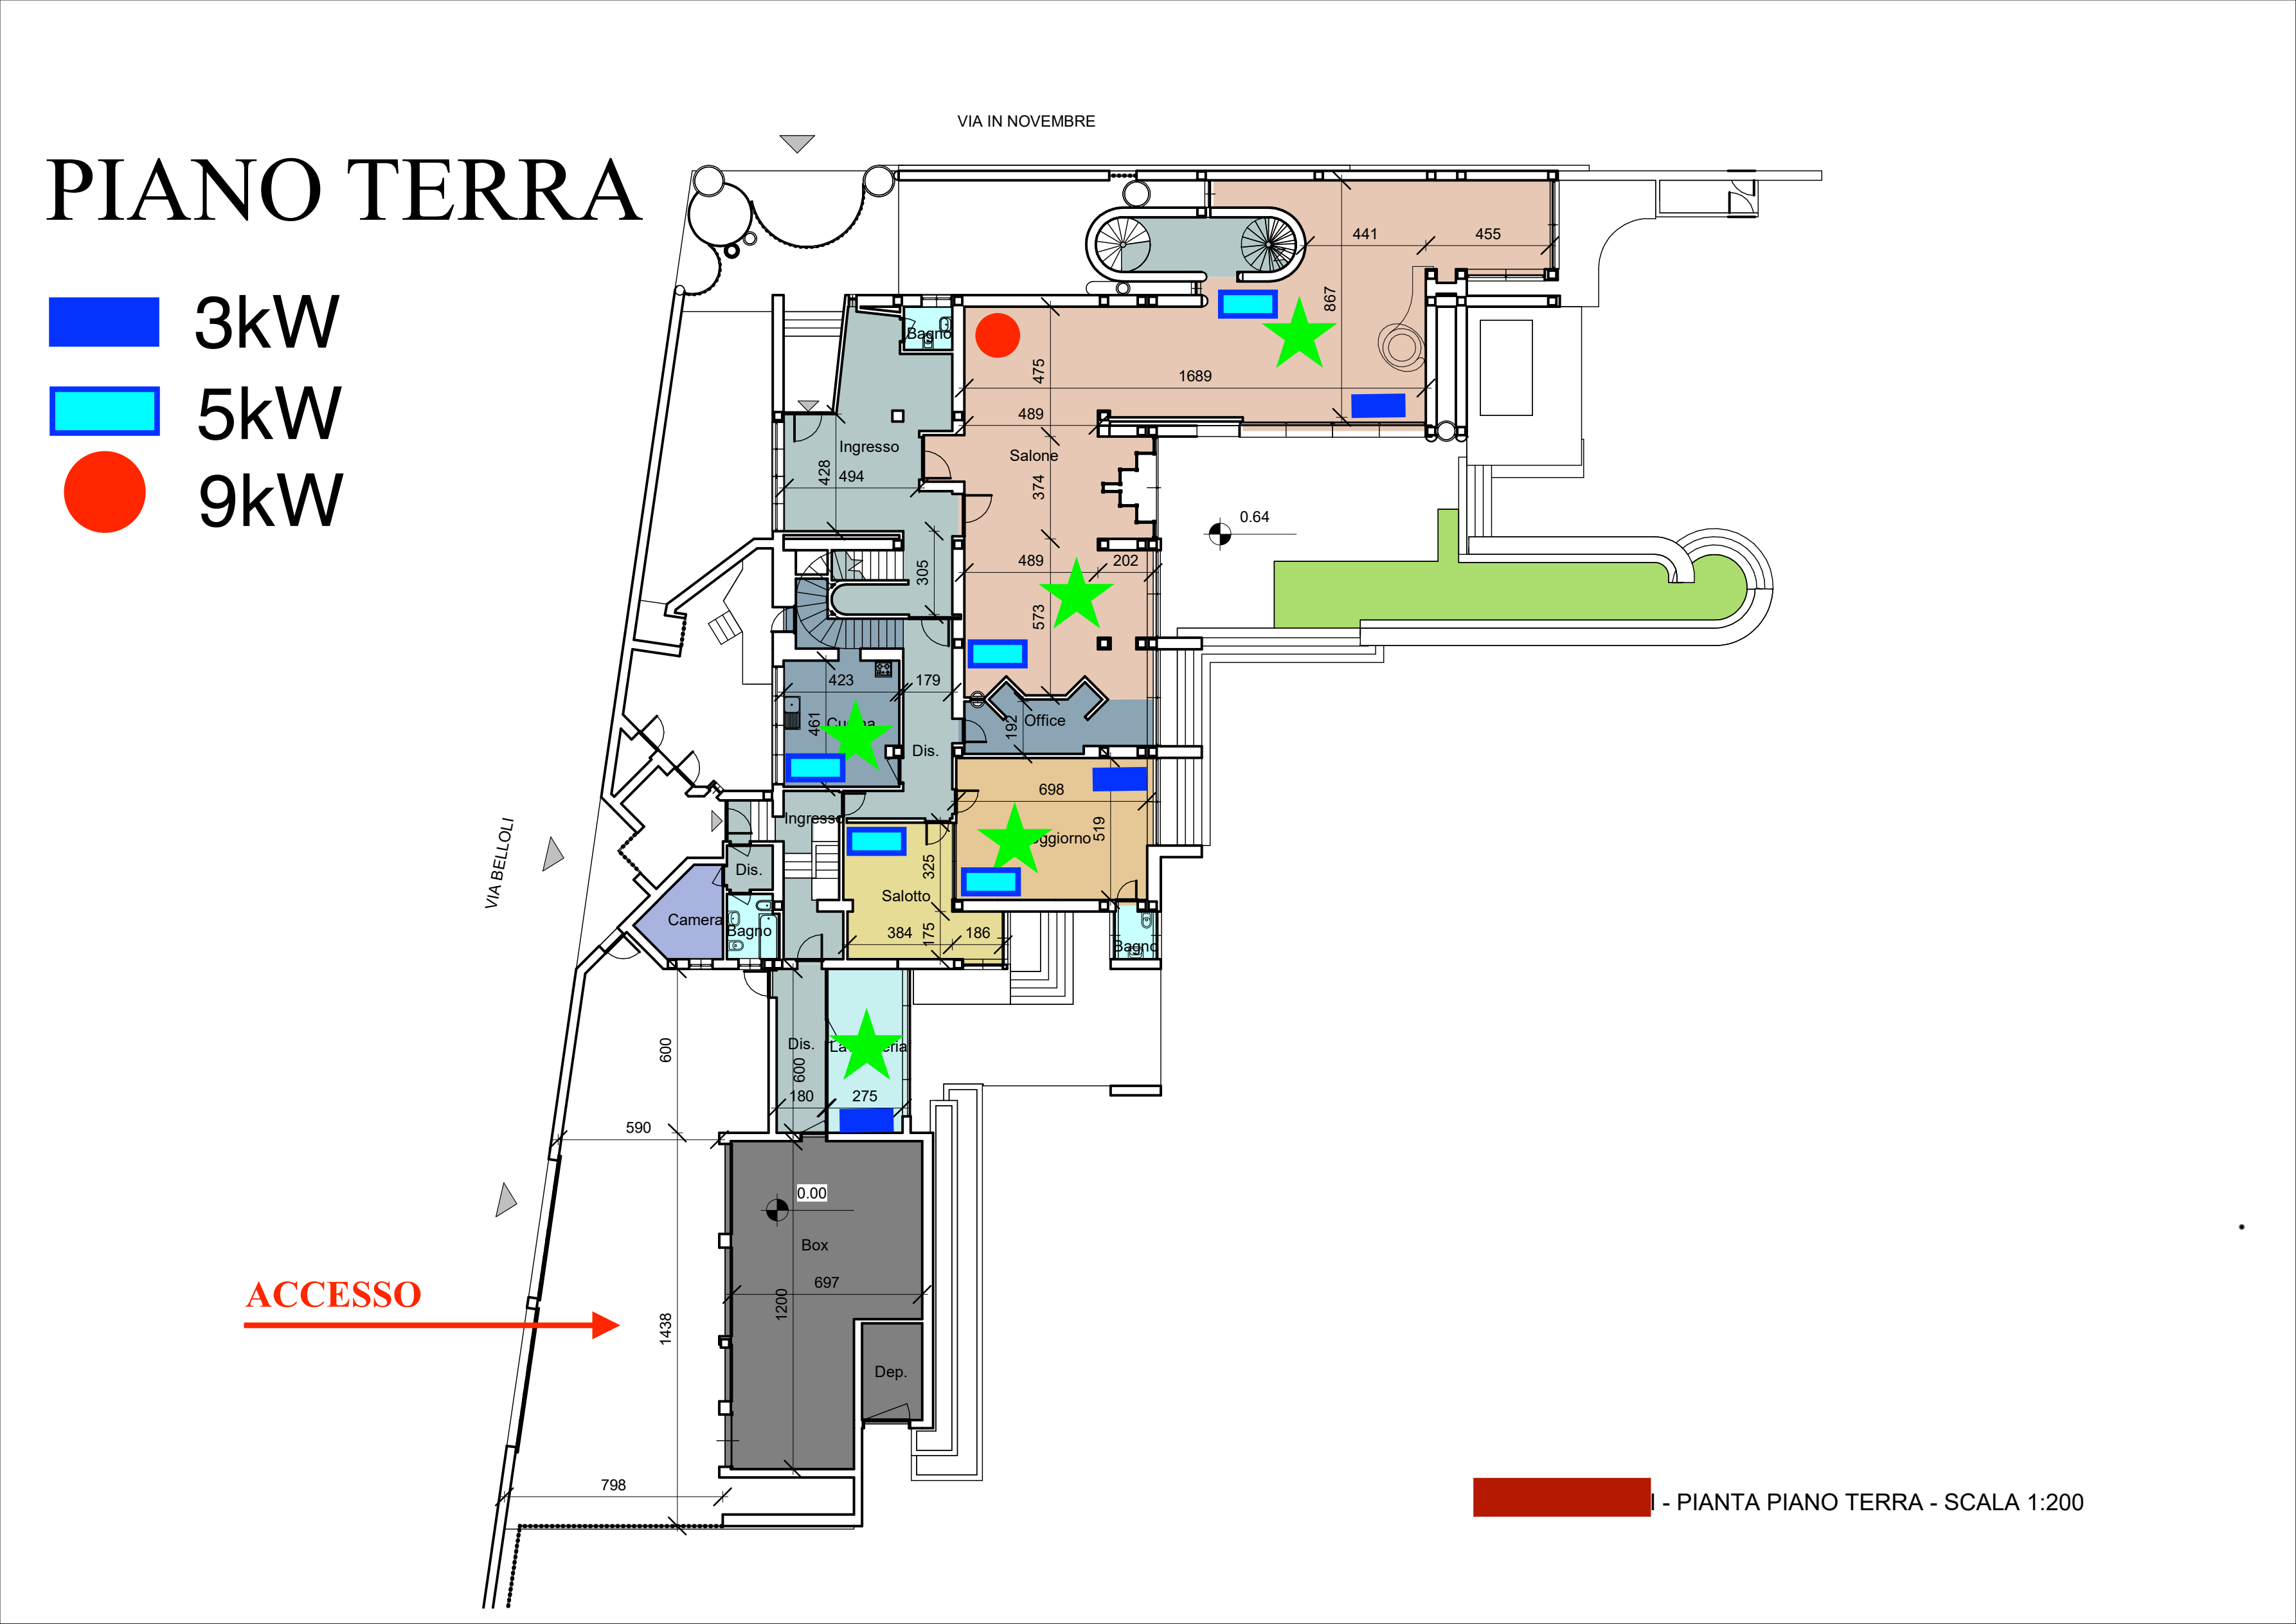 VIA IN NOVEMBRE
PIANO TERRA
3kW
5kW
9kW
441
455
867
Bagno
475
1689
489
Ingresso
Salone
428
494
374
0.64
305
489
202
573
423
179
461
192
Office
Dis.
698
Ingresso
519
VIA BELLOLI
325
Dis.
Salotto
Camera
Bagno
384
175
186
Bagno
600
Dis.
600
180
275
590
0.00
Box
697
ACCESSO
1200
1438
Dep.
798
I - PIANTA PIANO TERRA - SCALA 1:200